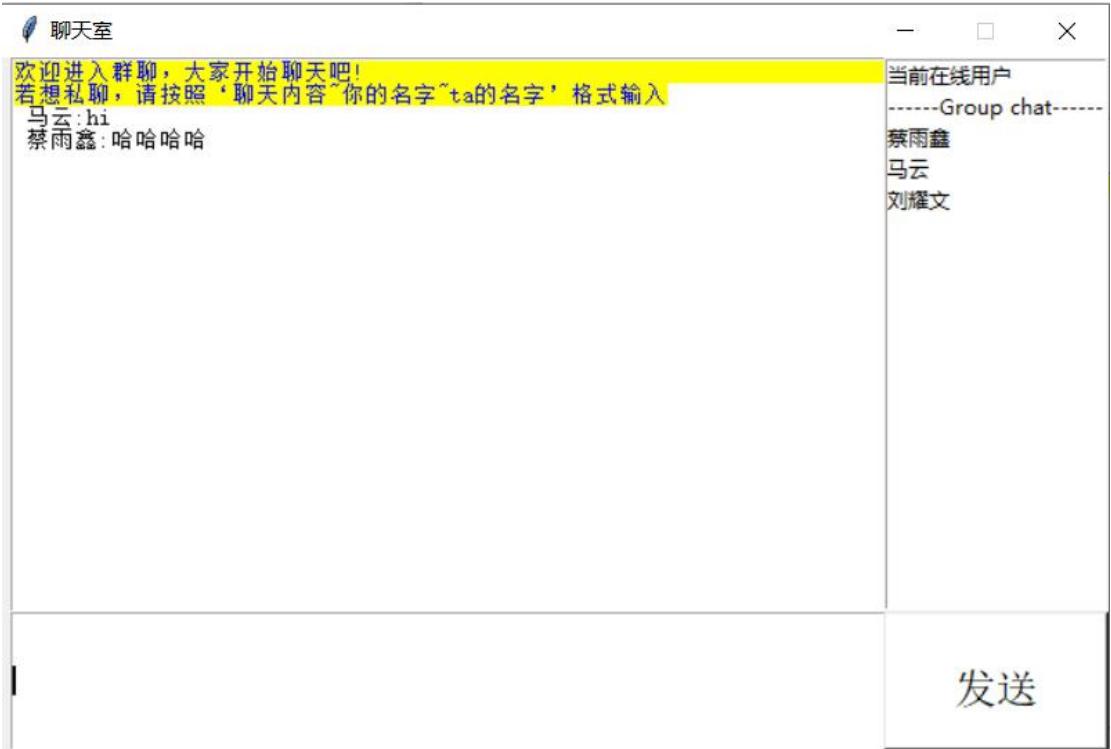 聊天室
欢迎进入群聊，大家开始聊天吧!
若想私聊，请按照‘聊天内容~你的名字~ta的名字’格式输入
马云:hi
蔡雨鑫:哈哈哈哈
当前在线用户
------Group chat------
蔡雨鑫
马云
刘耀文
发送